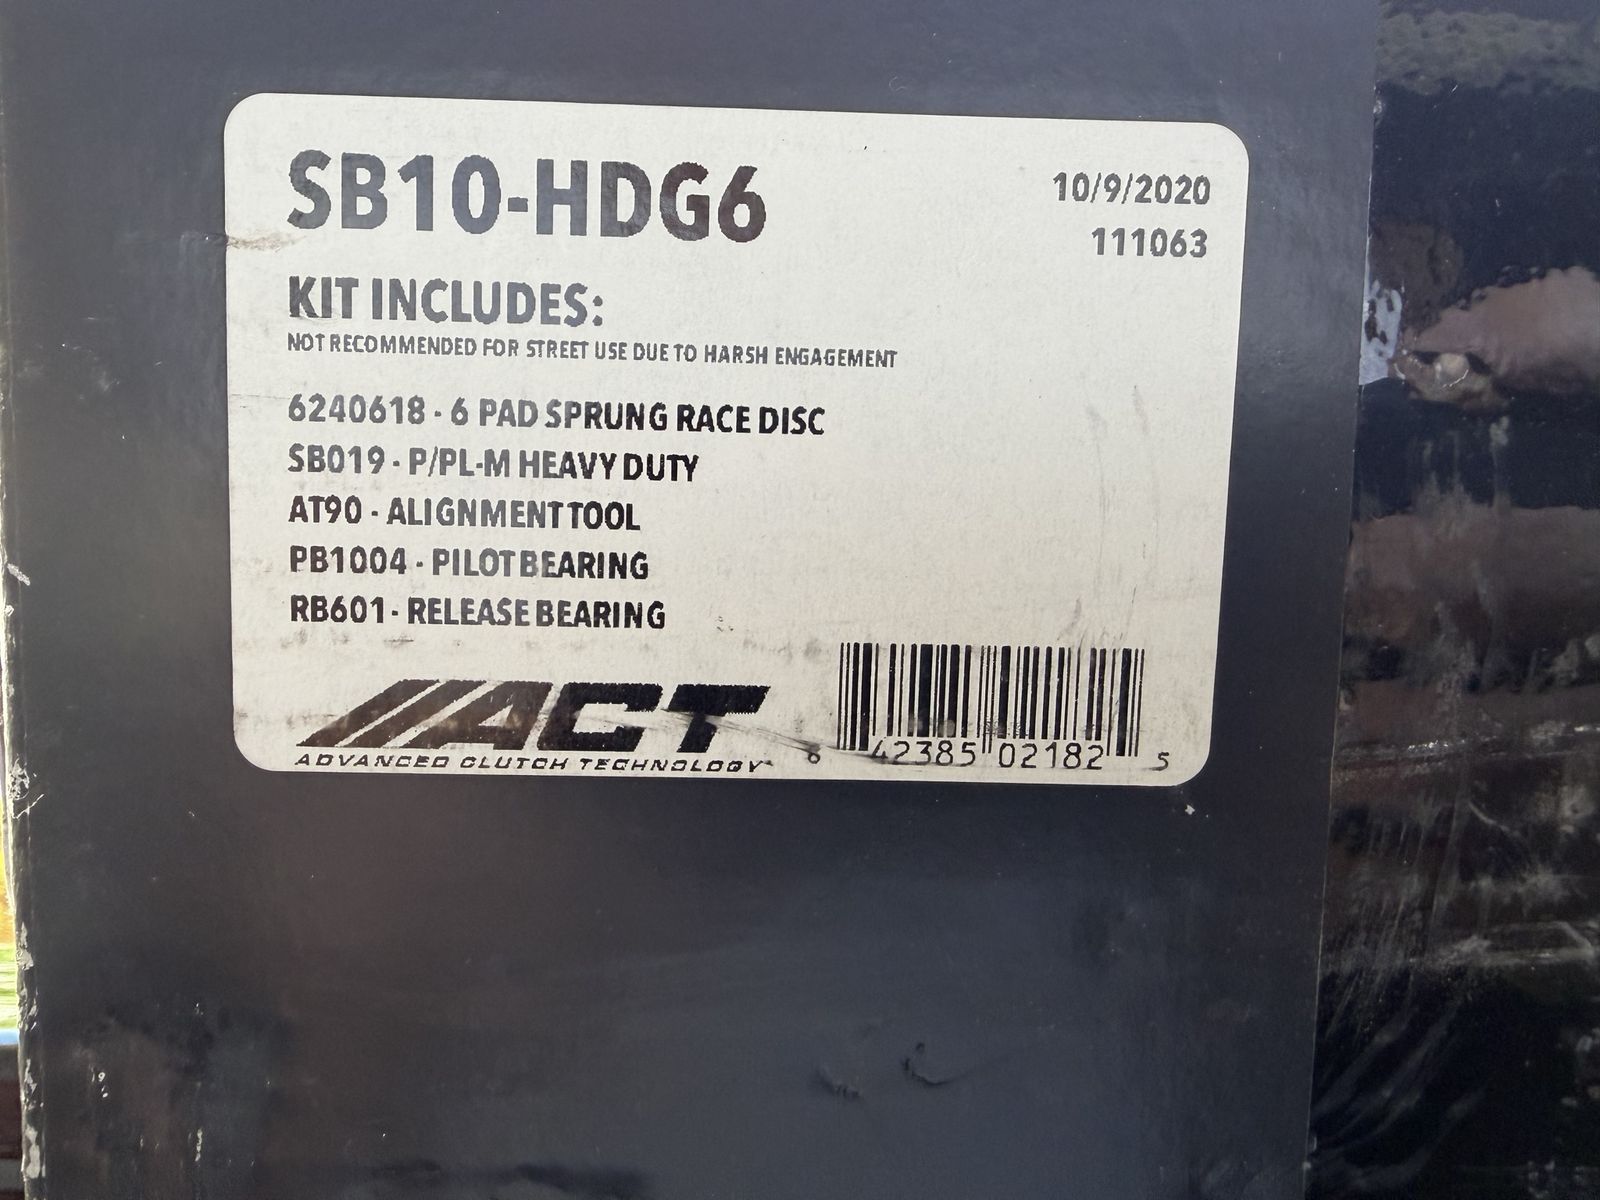 SB10-HDG6
10/9/2020
111063
KIT INCLUDES:
NOT RECOMMENDED FOR STREET USE DUE TO HARSH ENGAGEMENT
6240618 - 6 PAD SPRUNG RACE DISC
SB019 - P/PL-M HEAVY DUTY
AT90 - ALIGNMENT TOOL
PB1004 - PILOT BEARING
RB601 - RELEASE BEARING
ACT
ADVANCED CLUTCH TECHNOLOGY
6 42385 02182 5